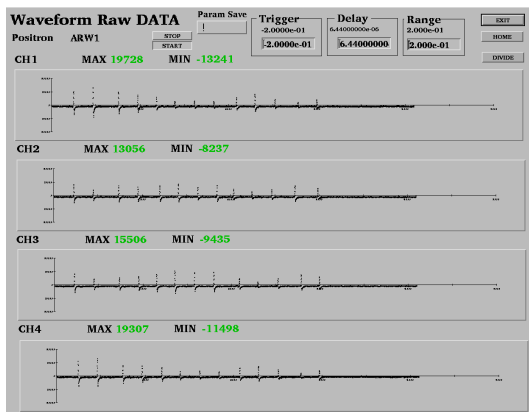 Waveform Raw DATA
Param Save
Trigger
Delay
Range
EXIT
!
-2.0000e-01
6.44000000e-06
2.000e-01
Positron ARW1
STOP
START
-2.0000e-01
6.44000000
2.000e-01
HOME
CH1 MAX 19728 MIN -13241
DIVIDE
CH2 MAX 13056 MIN -8237
CH3 MAX 15506 MIN -9435
CH4 MAX 19307 MIN -11498